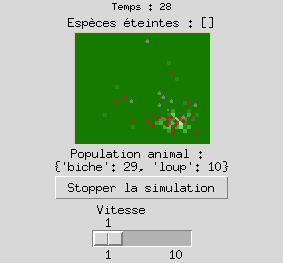 Temps : 28
Espèces éteintes : []
Population animal :
{'biche': 29, 'loup': 10}
Stopper la simulation
Vitesse
1
1 10